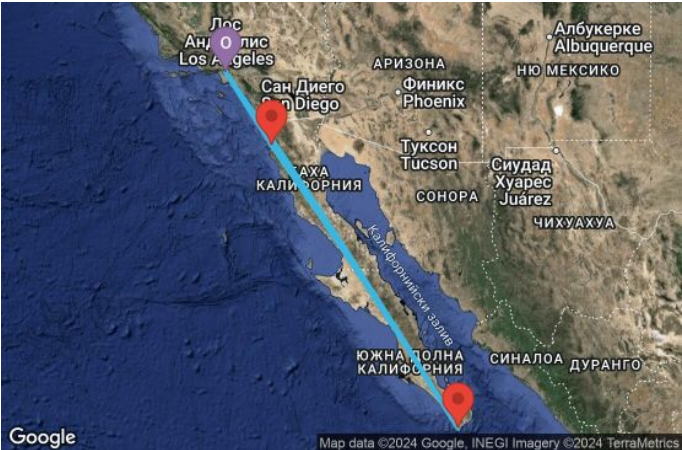 Лос
Анджелис
Los Angeles
O
Сан Диего
San Diego
АРИЗОНА
Финикс
Phoenix
Албукерке
Albuquerque
НЮ МЕКСИКО
Тусон
Tucson
Сиудад
Хуарес
Juárez
БАХА
КАЛИФОРНИЯ
СОНОРА
ЧИХУАХУА
Калифорнийски залив
ЮЖНА ДОЛНА
КАЛИФОРНИЯ
СИНАЛОА
ДУРАНГО
Google
Map data ©2024 Google, INEGI Imagery ©2024 TerraMetrics